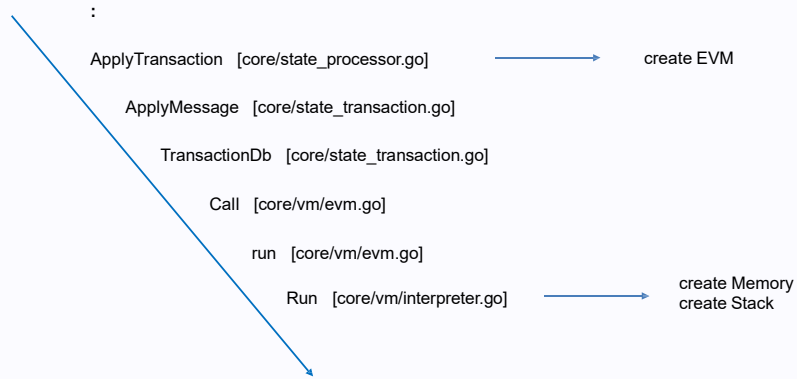 :
ApplyTransaction [core/state_processor.go] create EVM
ApplyMessage [core/state_transaction.go]
TransactionDb [core/state_transaction.go]
Call [core/vm/evm.go]
run [core/vm/evm.go]
Run [core/vm/interpreter.go]
create Memory
create Stack